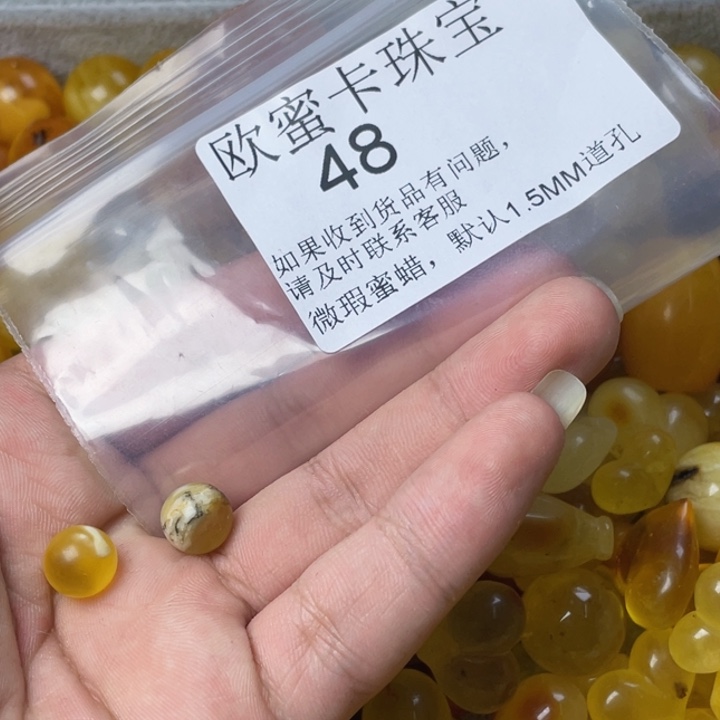 欧蜜卡珠宝
48
如果收到货品有问题，
请及时联系客服
微瑕蜜蜡，默认1.5MM道孔